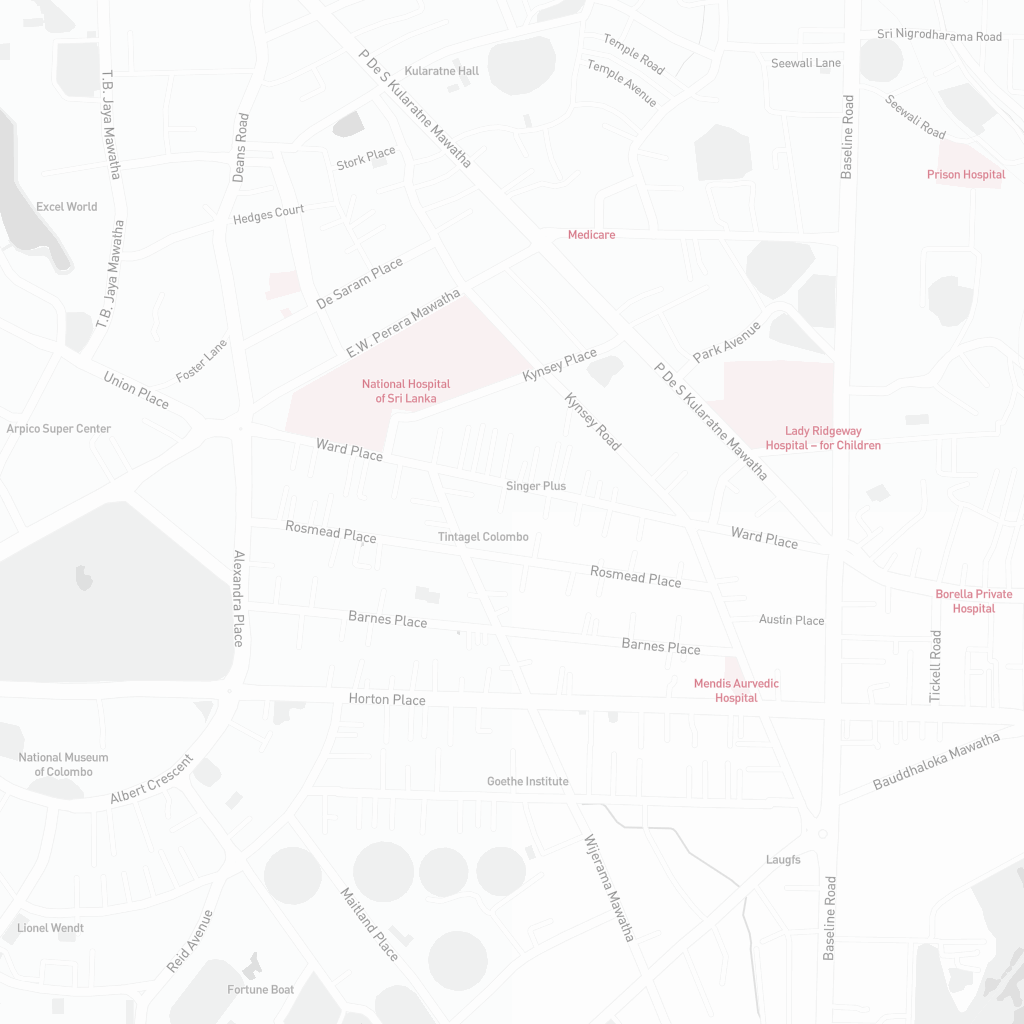 Sri Nigrodharama Road
Temple Road
P De S Kularatne Mawatha
Kularatne Hall
Seewali Lane
Temple Avenue
T.B. Jaya Mawatha
Baseline Road
Seewali Road
Deans Road
Stork Place
Prison Hospital
Excel World
Hedges Court
Medicare
T.B. Jaya Mawatha
De Saram Place
E.W. Perera Mawatha
Park Avenue
Foster Lane
Kynsey Place
Union Place
National Hospital
of Sri Lanka
P De S Kularatne Mawatha
Kynsey Road
Arpico Super Center
Lady Ridgeway
Hospital – for Children
Ward Place
Singer Plus
Rosmead Place
Tintagel Colombo
Ward Place
Alexandra Place
Rosmead Place
Borella Private
Hospital
Barnes Place
Austin Place
Barnes Place
Tickell Road
Mendis Aurvedic
Hospital
Horton Place
National Museum
of Colombo
Albert Crescent
Goethe Institute
Bauddhaloka Mawatha
Wijerama Mawatha
Laugfs
Maitland Place
Baseline Road
Lionel Wendt
Reid Avenue
Fortune Boat